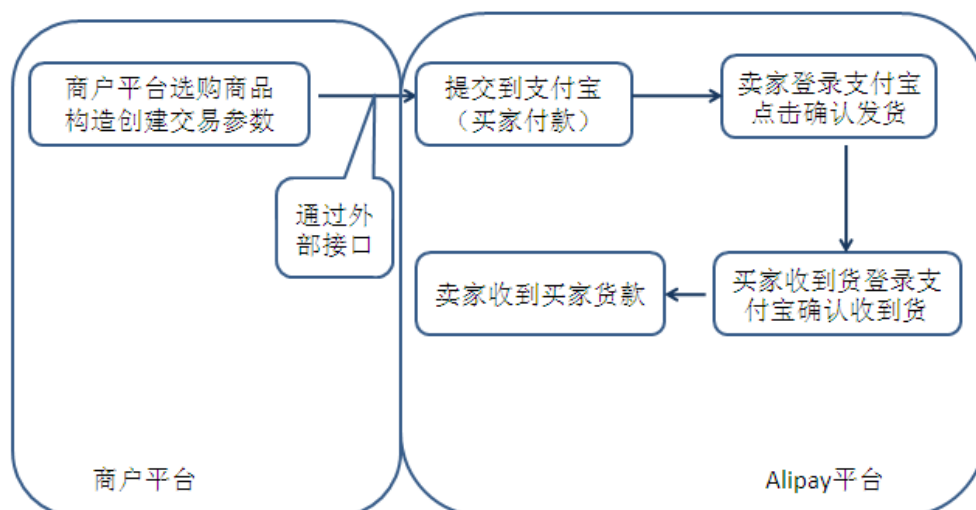 商户平台选购商品
构造创建交易参数
提交到支付宝
（买家付款）
卖家登录支付宝
点击确认发货
通过外
部接口
卖家收到买家货款
买家收到货登录支
付宝确认收到货
商户平台
Alipay平台